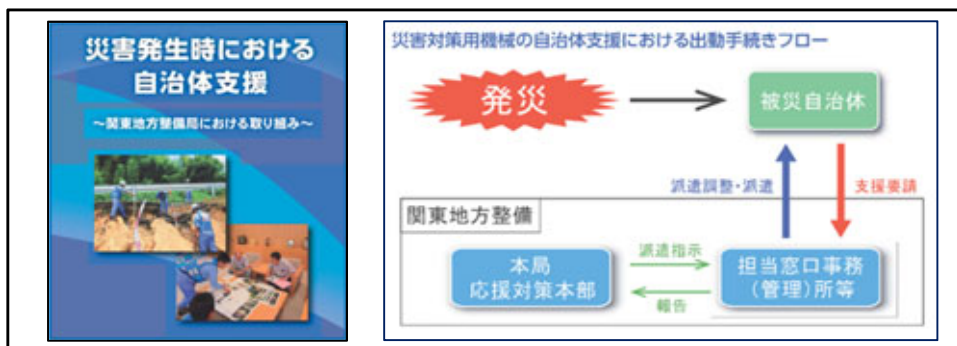 災害発生時における
自治体支援
～関東地方整備局における取り組み～
災害対策用機械の自治体支援における出動手続きフロー
発災
被災自治体
派遣調整・派遣
支援要請
関東地方整備
本局
応援対策本部
派遣指示
報告
担当窓口事務
(管理)所等